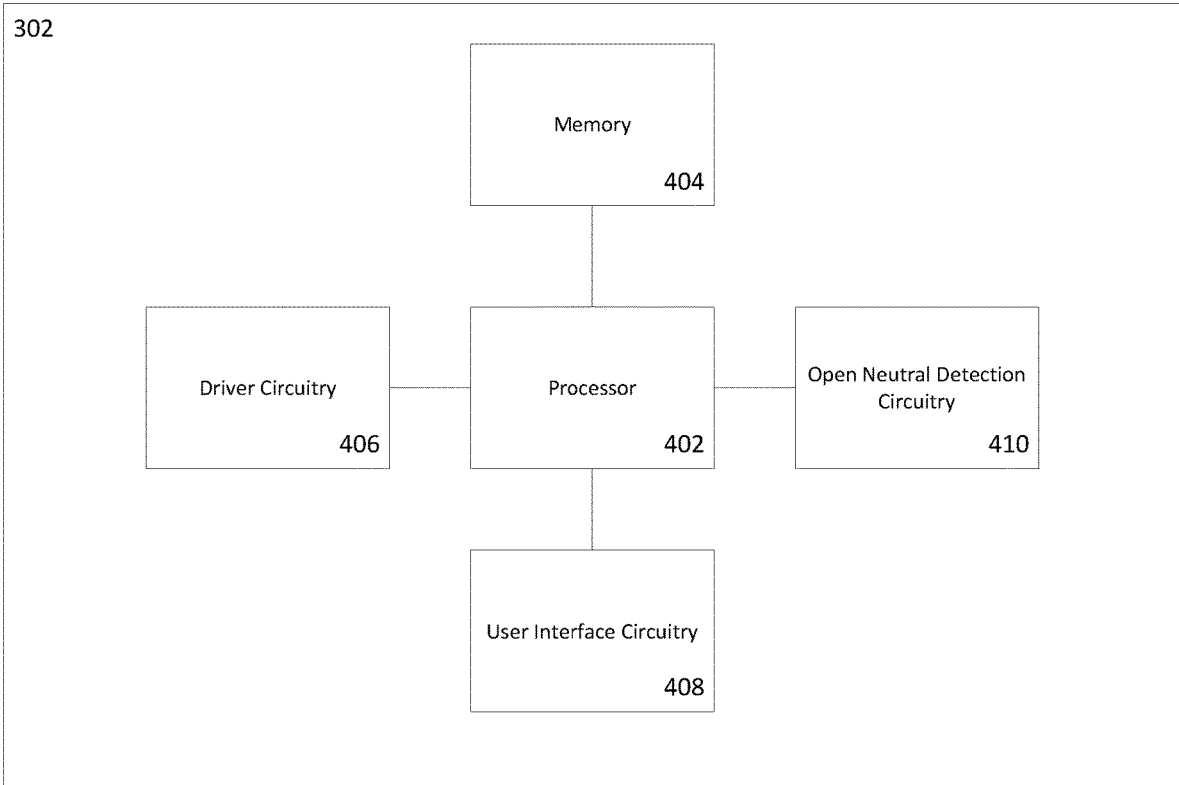 302
Memory
404
Driver Circuitry
406
Processor
402
Open Neutral Detection
Circuitry
410
User Interface Circuitry
408